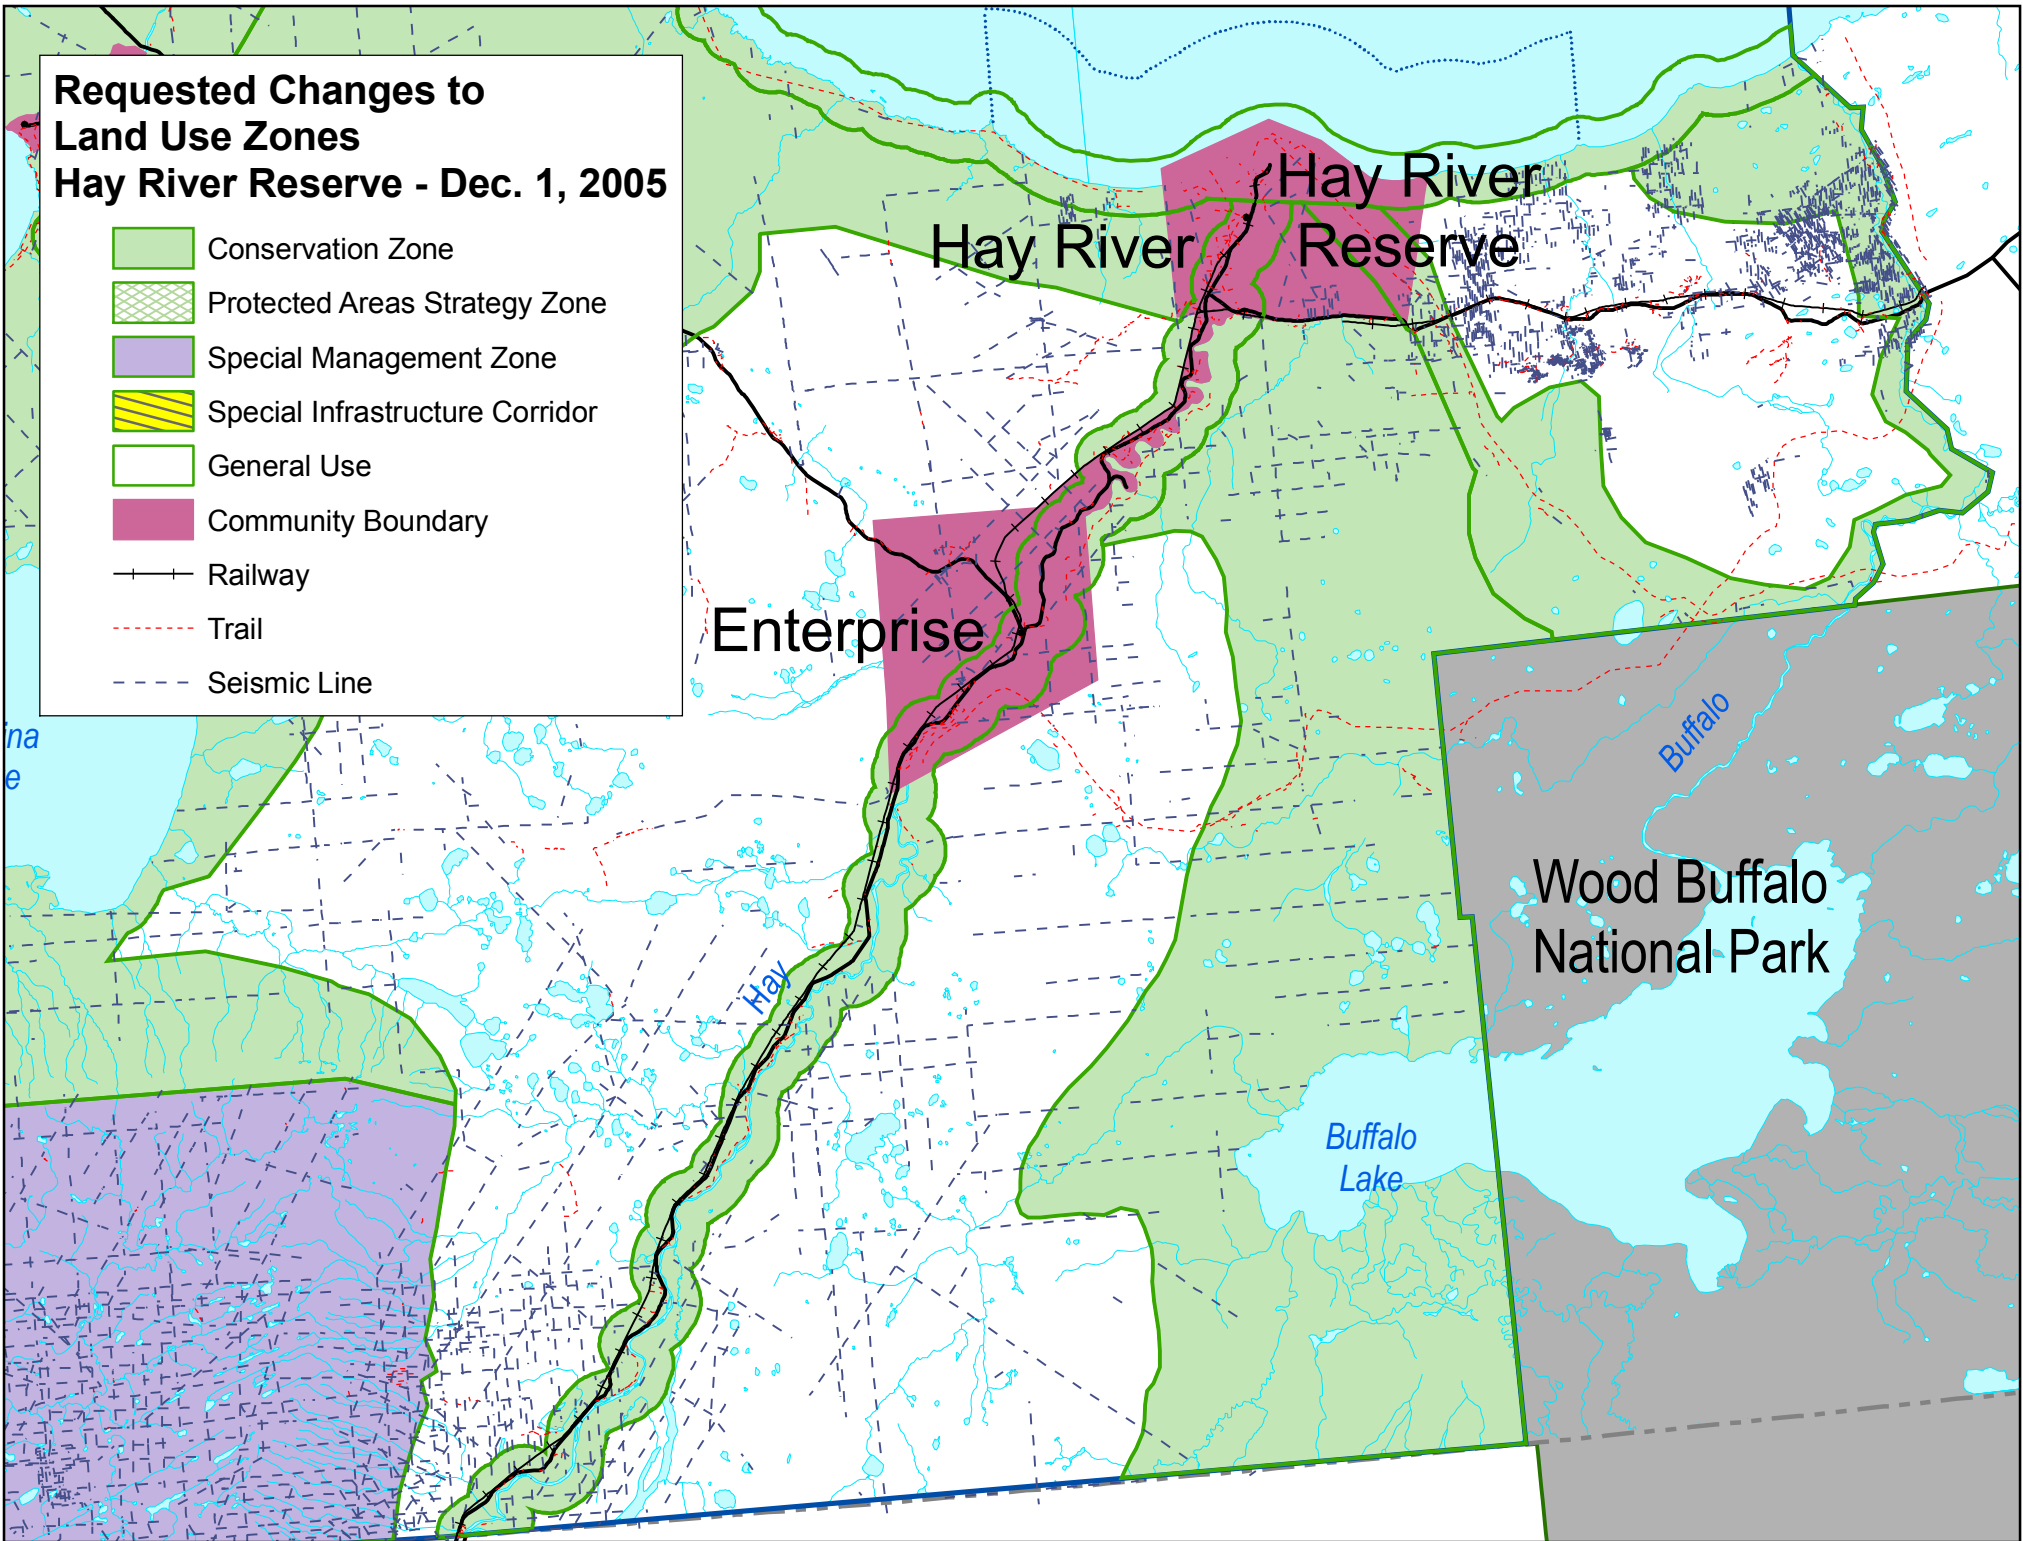 Requested Changes to
Land Use Zones
Hay River Reserve - Dec. 1, 2005
Conservation Zone
Protected Areas Strategy Zone
Special Management Zone
Special Infrastructure Corridor
General Use
Community Boundary
Railway
Trail
Seismic Line
Hay River
Reserve
Hay River
Enterprise
ina
e
Buffalo
Wood Buffalo
National Park
Hay
Buffalo
Lake